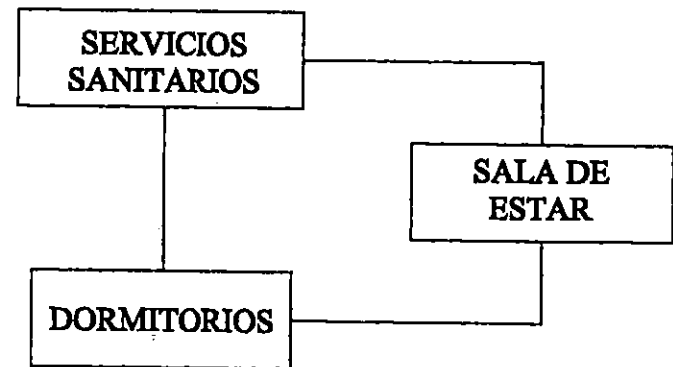 SERVICIOS
SANITARIOS
SALA DE
ESTAR
DORMITORIOS